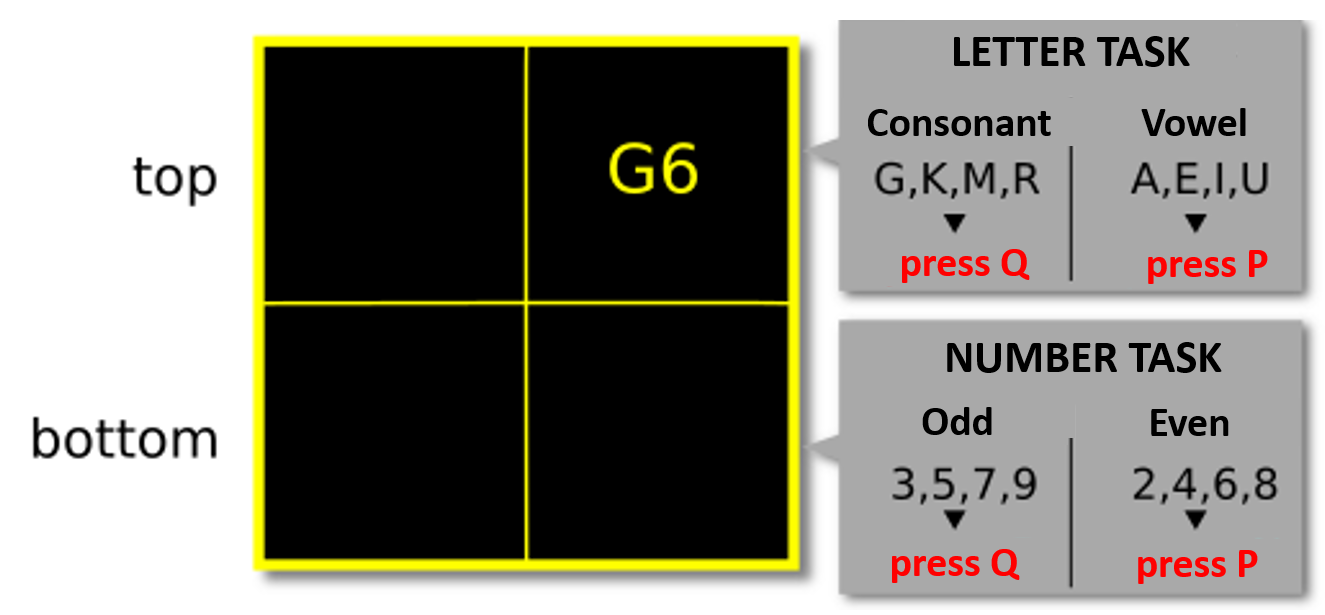 top
bottom
G6
LETTER TASK
Consonant Vowel
G,K,M,R A,E,I,U
press Q press P
NUMBER TASK
Odd Even
3,5,7,9 2,4,6,8
press Q press P